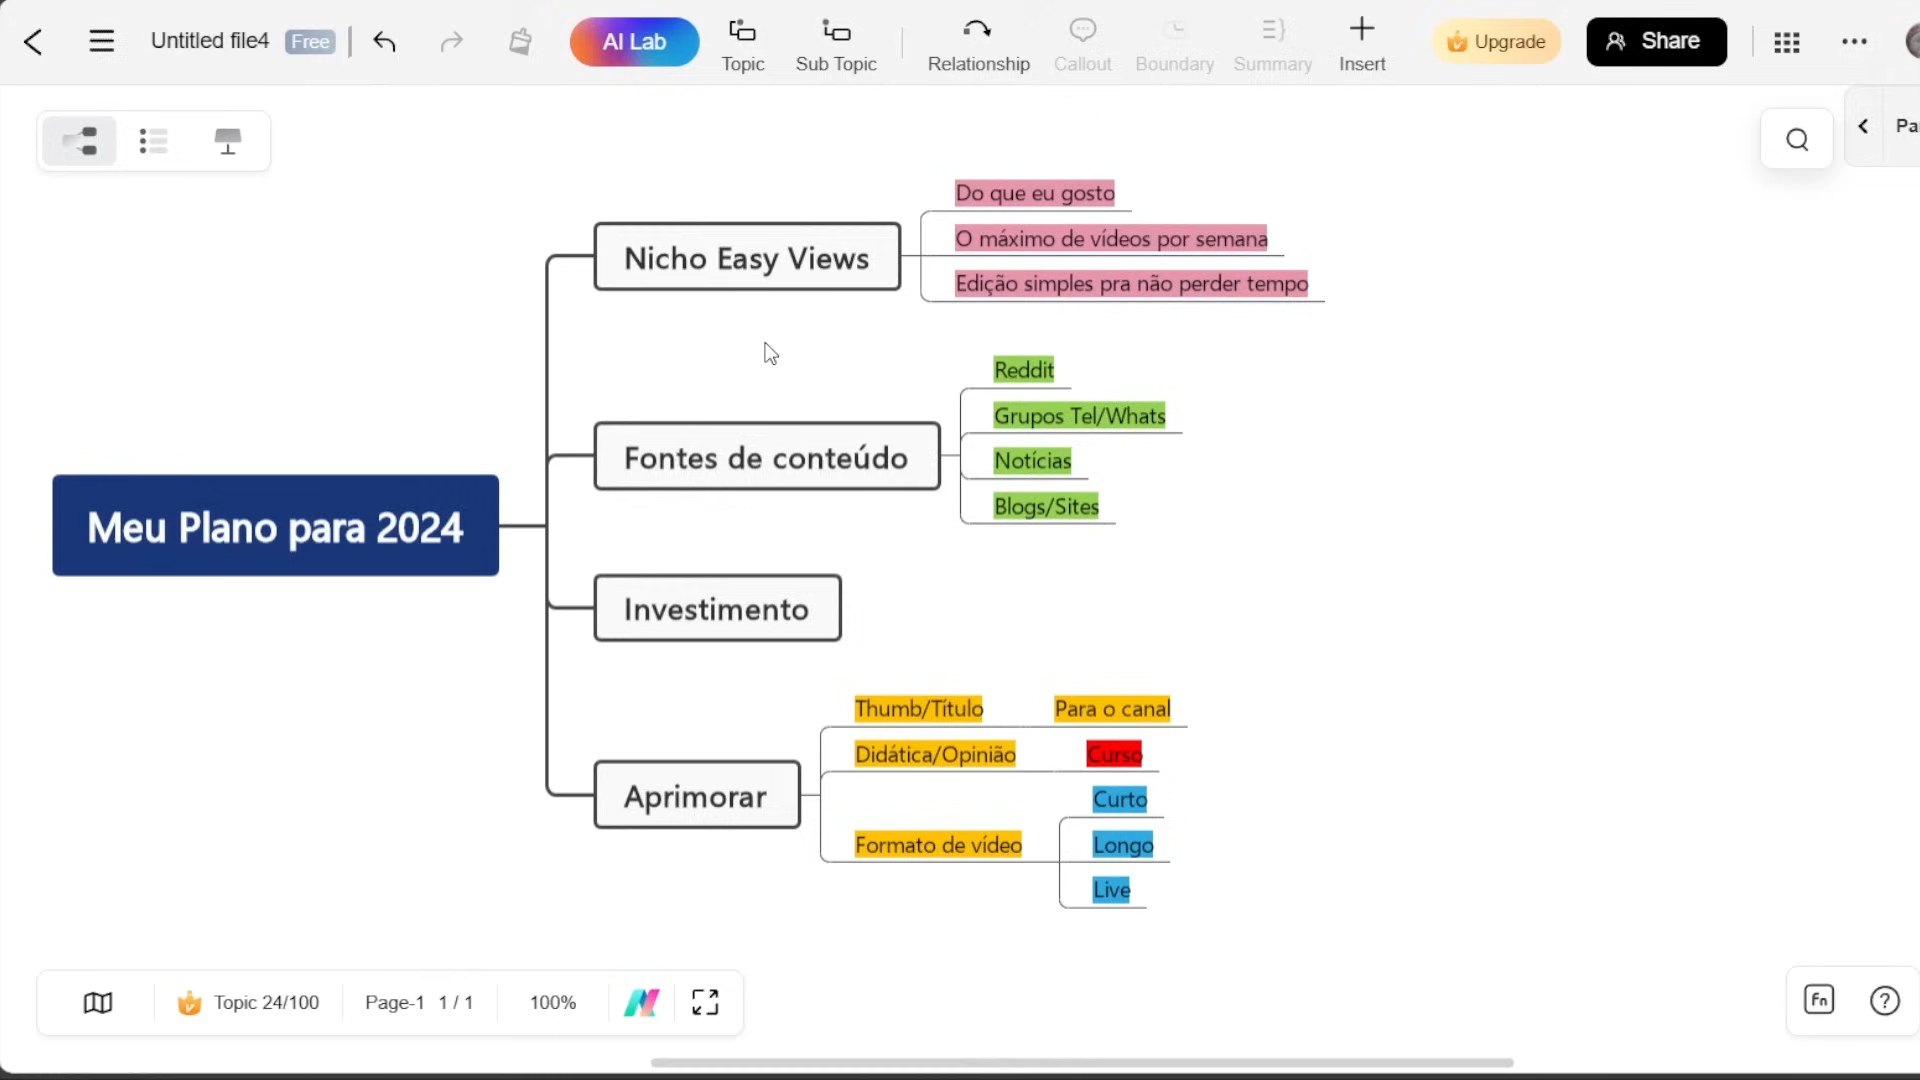 Untitled file4 Free
AI Lab
Topic
Sub Topic
Relationship
Callout
Boundary
Summary
Insert
Upgrade
Share
Meu Plano para 2024
Nicho Easy Views
Do que eu gosto
O máximo de vídeos por semana
Edição simples pra não perder tempo
Fontes de conteúdo
Reddit
Grupos Tel/Whats
Notícias
Blogs/Sites
Investimento
Aprimorar
Thumb/Título
Para o canal
Didática/Opinião
Curso
Formato de vídeo
Curto
Longo
Live
Topic 24/100
Page-1 1 / 1
100%
Fn